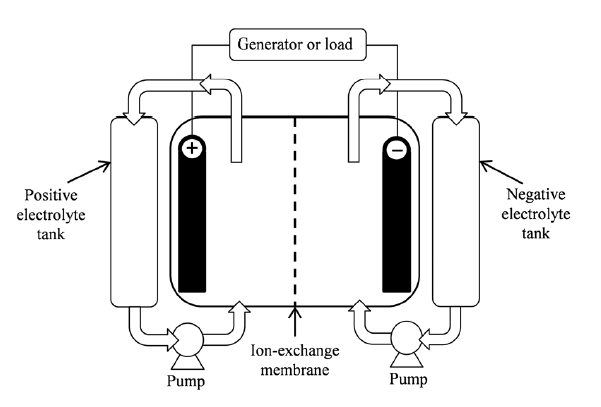 Generator or load
+
−
Positive
electrolyte
tank
Negative
electrolyte
tank
Ion-exchange
membrane
Pump
Pump